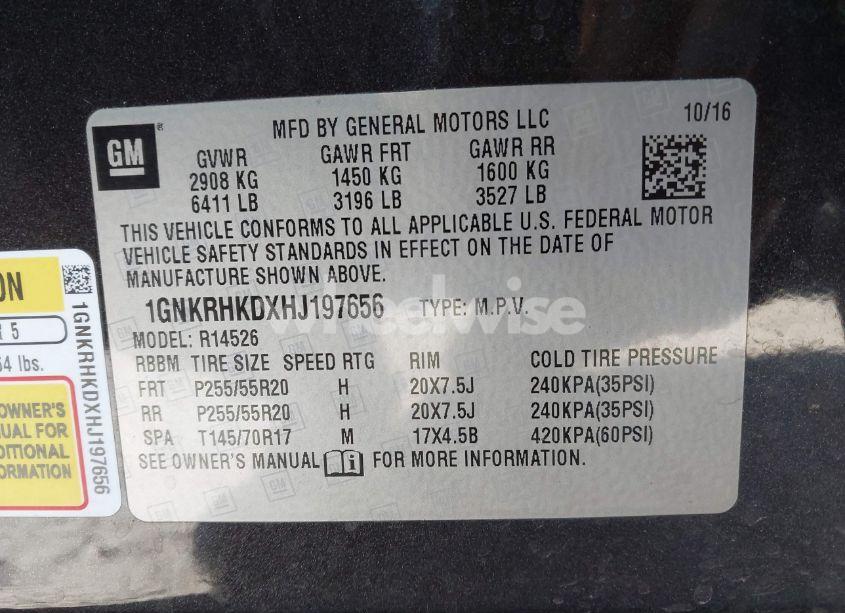 GM
®
MFD BY GENERAL MOTORS LLC
10/16
GVWR GAWR FRT GAWR RR
2908 KG 1450 KG 1600 KG
6411 LB 3196 LB 3527 LB
THIS VEHICLE CONFORMS TO ALL APPLICABLE U.S. FEDERAL MOTOR
VEHICLE SAFETY STANDARDS IN EFFECT ON THE DATE OF
MANUFACTURE SHOWN ABOVE.
1GNKRHKDXHJ197656 TYPE: M.P.V.
MODEL: R14526
RBBM TIRE SIZE SPEED RTG RIM COLD TIRE PRESSURE
FRT P255/55R20 H 20X7.5J 240KPA(35PSI)
RR P255/55R20 H 20X7.5J 240KPA(35PSI)
SPA T145/70R17 M 17X4.5B 420KPA(60PSI)
SEE OWNER'S MANUAL i FOR MORE INFORMATION.
wheelwise
ON
R 5
lbs.
OWNER'S
FOR
1GNKRHKDXHJ197656